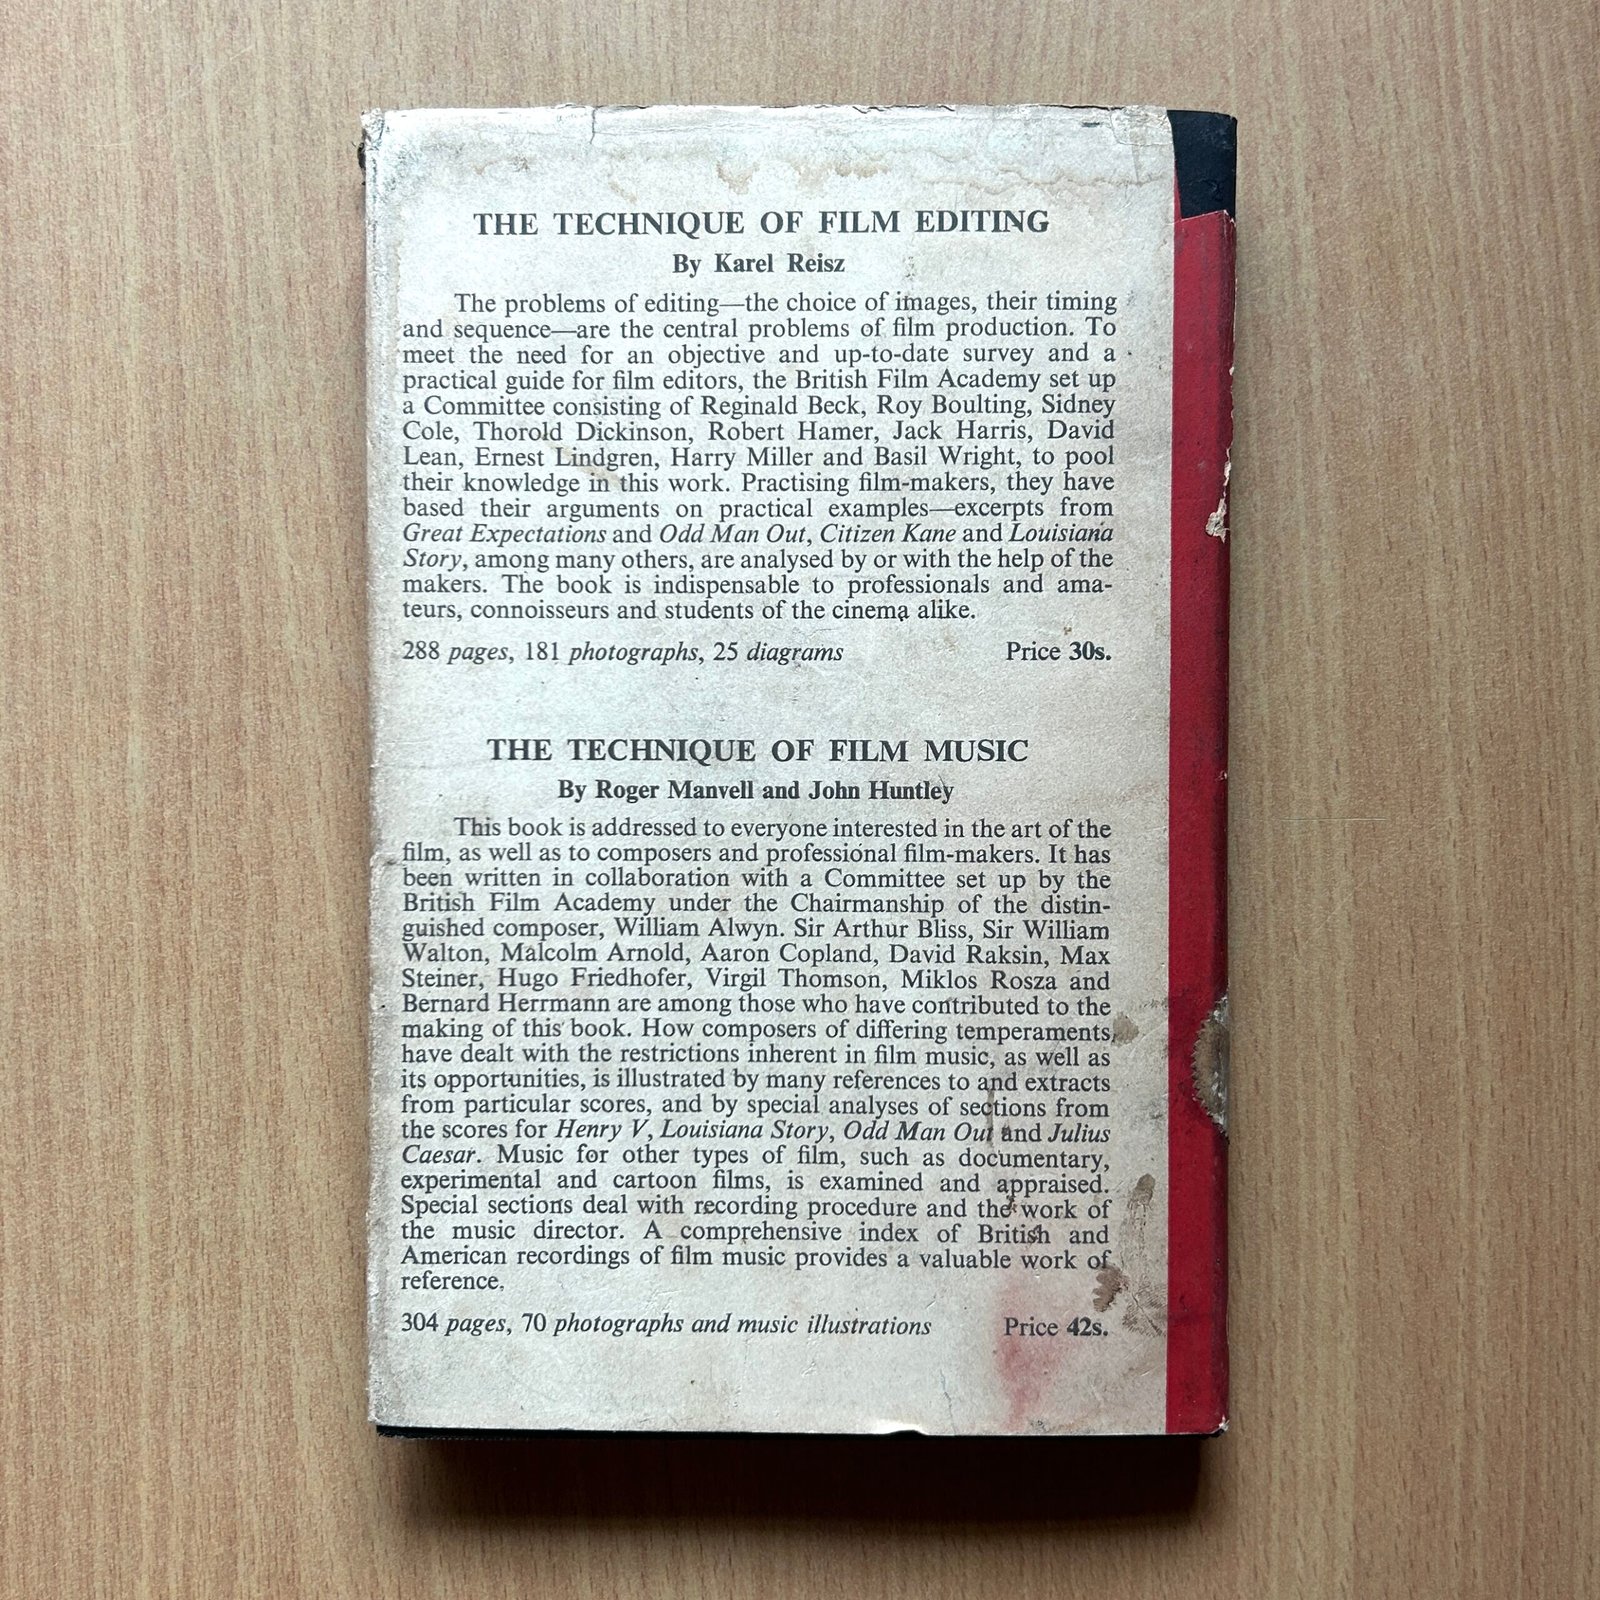 THE TECHNIQUE OF FILM EDITING
By Karel Reisz
The problems of editing—the choice of images, their timing
and sequence—are the central problems of film production. To
meet the need for an objective and up-to-date survey and a
practical guide for film editors, the British Film Academy set up
a Committee consisting of Reginald Beck, Roy Boulting, Sidney
Cole, Thorold Dickinson, Robert Hamer, Jack Harris, David
Lean, Ernest Lindgren, Harry Miller and Basil Wright, to pool
their knowledge in this work. Practising film-makers, they have
based their arguments on practical examples—excerpts from
Great Expectations and Odd Man Out, Citizen Kane and Louisiana
Story, among many others, are analysed by or with the help of the
makers. The book is indispensable to professionals and ama-
teurs, connoisseurs and students of the cinema alike.
288 pages, 181 photographs, 25 diagrams Price 30s.
THE TECHNIQUE OF FILM MUSIC
By Roger Manvell and John Huntley
This book is addressed to everyone interested in the art of the
film, as well as to composers and professional film-makers. It has
been written in collaboration with a Committee set up by the
British Film Academy under the Chairmanship of the distin-
guished composer, William Alwyn. Sir Arthur Bliss, Sir William
Walton, Malcolm Arnold, Aaron Copland, David Raksin, Max
Steiner, Hugo Friedhofer, Virgil Thomson, Miklos Rosza and
Bernard Herrmann are among those who have contributed to the
making of this book. How composers of differing temperaments
have dealt with the restrictions inherent in film music, as well as
its opportunities, is illustrated by many references to and extracts
from particular scores, and by special analyses of sections from
the scores for Henry V, Louisiana Story, Odd Man Out and Julius
Caesar. Music for other types of film, such as documentary,
experimental and cartoon films, is examined and appraised.
Special sections deal with recording procedure and the work of
the music director. A comprehensive index of British and
American recordings of film music provides a valuable work of
reference.
304 pages, 70 photographs and music illustrations Price 42s.